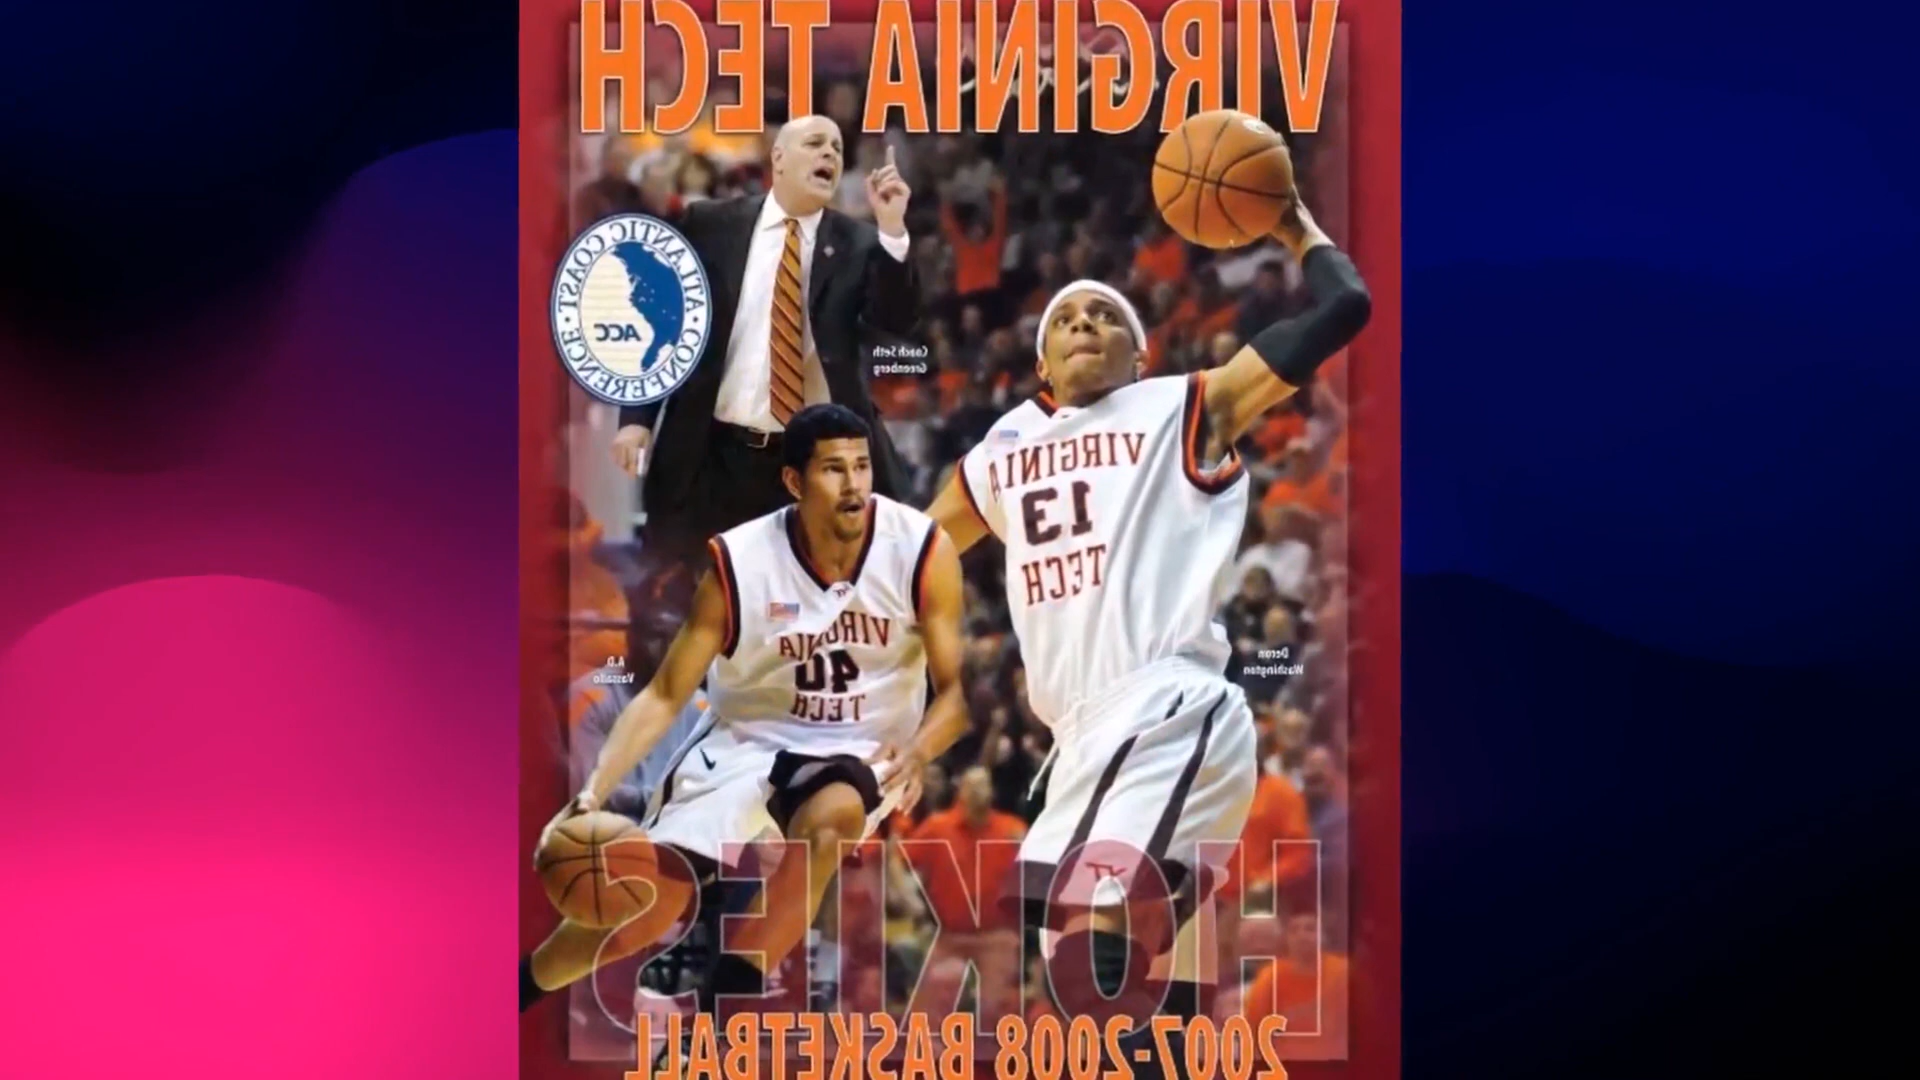 VIRGINIA TECH
ATLANTIC COAST
CONFERENCE
ACC
Coach Seth
Greenberg
VIRGINIA
13
TECH
VIRGINIA
40
TECH
A.D.
Vassallo
Deron
Washington
HOKIES
2007-2008 BASKETBALL